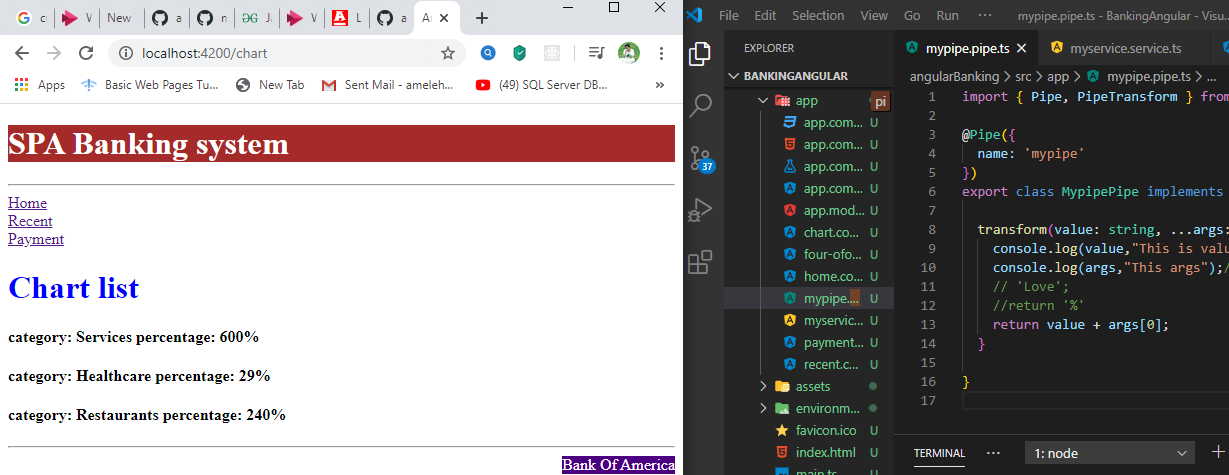 c
W
New
a
n
Ja
W
L
a
A
localhost:4200/chart
Apps
Basic Web Pages Tu...
New Tab
Sent Mail - ameleh...
(49) SQL Server DB...
»
SPA Banking system
Home
Recent
Payment
Chart list
category: Services percentage: 600%
category: Healthcare percentage: 29%
category: Restaurants percentage: 240%
Bank Of America
File Edit Selection View Go Run ... mypipe.pipe.ts - BankingAngular - Visu...
37
EXPLORER
BANKINGANGULAR
app pi
app.com... U
app.com... U
app.com... U
app.com... U
app.mod... U
chart.co... U
four-ofo... U
home.co... U
mypipe.... U
myservic... U
payment... U
recent.c... U
assets
environm...
favicon.ico U
index.html U
main.ts U
mypipe.pipe.ts
myservice.service.ts
angularBanking > src > app > mypipe.pipe.ts > ...
1 import { Pipe, PipeTransform } from
2
3 @Pipe({
4 name: 'mypipe'
5 })
6 export class MypipePipe implements
7
8 transform(value: string, ...args:
9 console.log(value,"This is valu
10 console.log(args,"This args");/
11 // 'Love';
12 //return '%'
13 return value + args[0];
14 }
15
16 }
17
TERMINAL ... 1: node